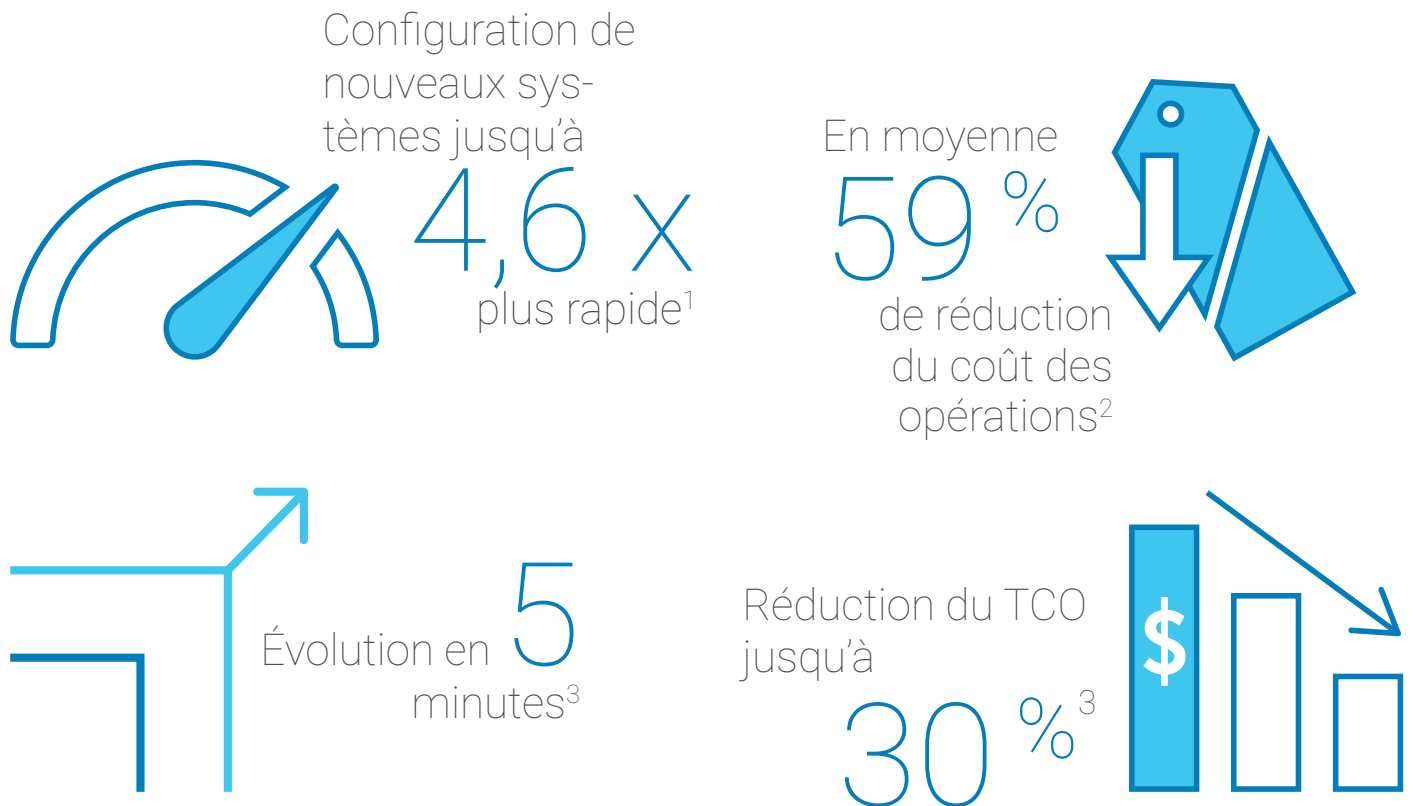 Configuration de
nouveaux sys-
tèmes jusqu'à
4,6 x
plus rapide¹
En moyenne
59 %
de réduction
du coût des
opérations²
Évolution en 5
minutes³
Réduction du TCO
jusqu'à
30 %³
$